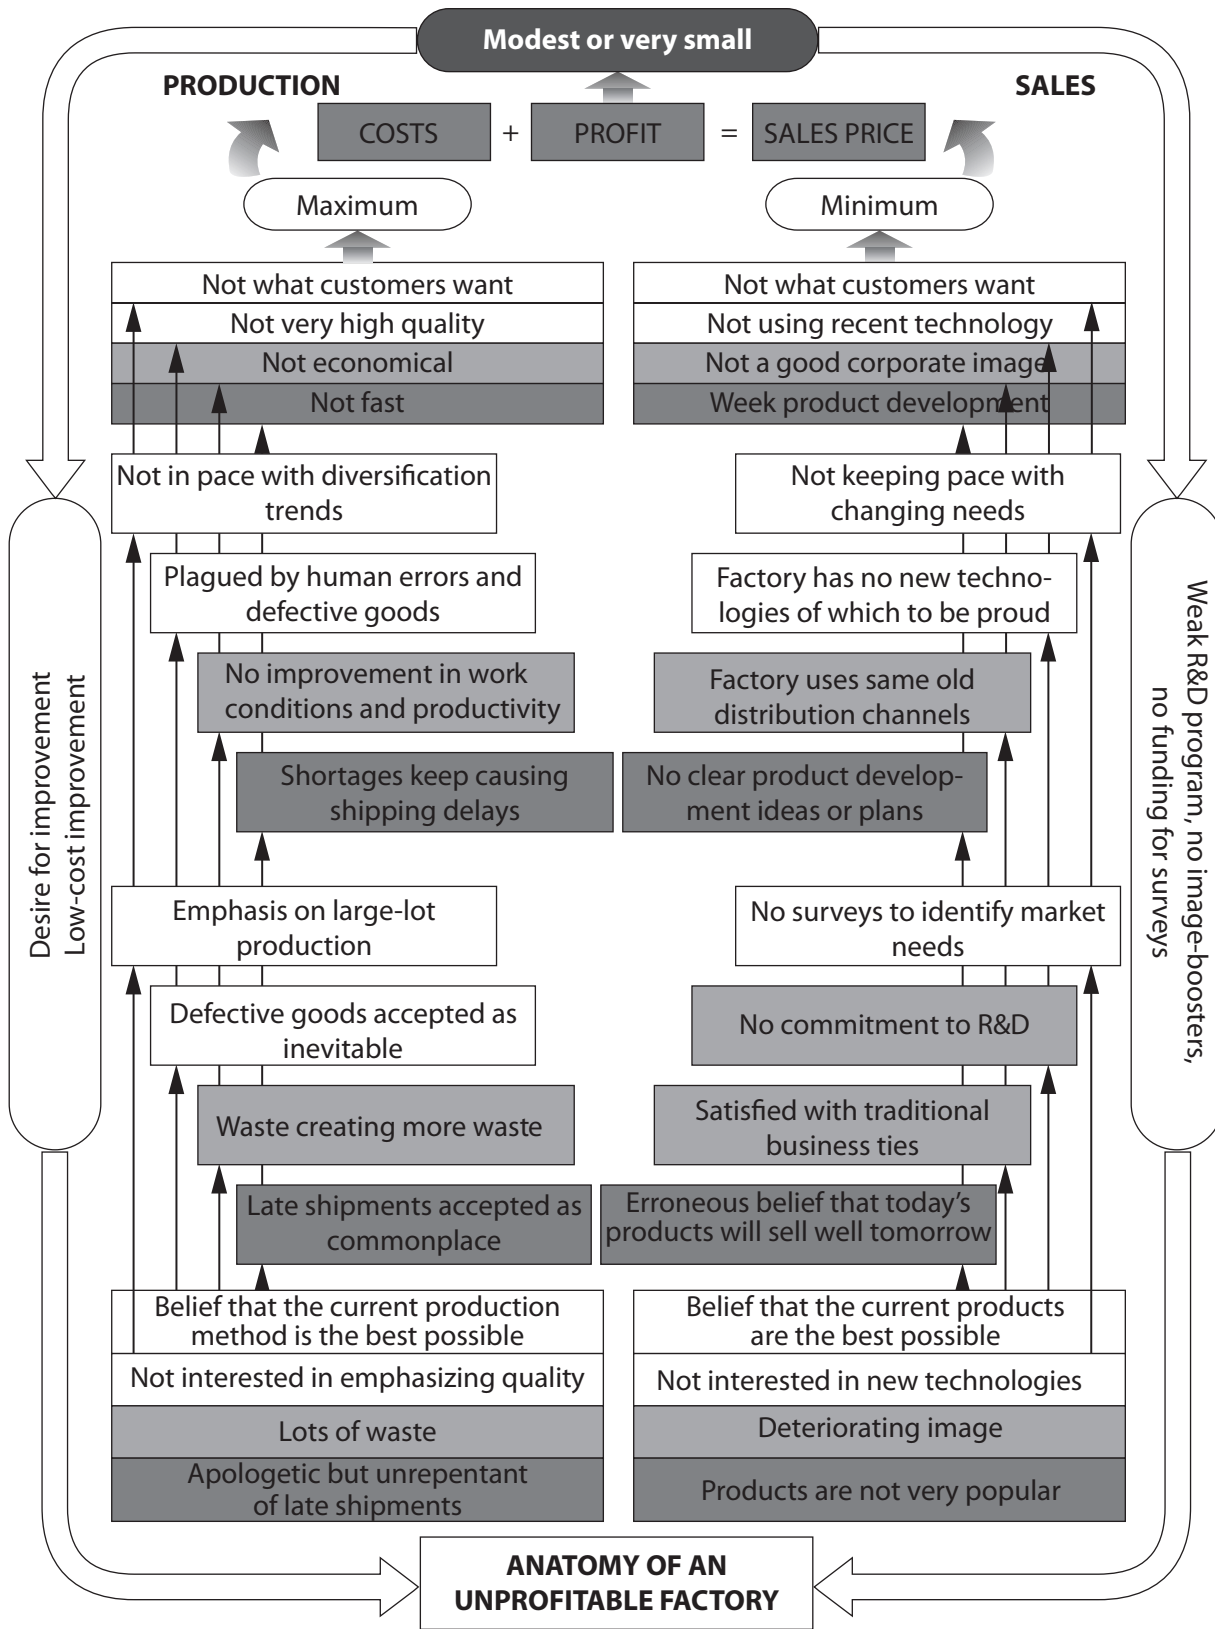 Modest or very small
PRODUCTION
SALES
COSTS + PROFIT = SALES PRICE
Maximum
Minimum
Not what customers want
Not very high quality
Not economical
Not fast
Not what customers want
Not using recent technology
Not a good corporate image
Week product development
Not in pace with diversification
trends
Plagued by human errors and
defective goods
No improvement in work
conditions and productivity
Shortages keep causing
shipping delays
Not keeping pace with
changing needs
Factory has no new techno-
logies of which to be proud
Factory uses same old
distribution channels
No clear product develop-
ment ideas or plans
Desire for improvement
Low-cost improvement
Weak R&D program, no image-boosters,
no funding for surveys
Emphasis on large-lot
production
Defective goods accepted as
inevitable
Waste creating more waste
Late shipments accepted as
commonplace
No surveys to identify market
needs
No commitment to R&D
Satisfied with traditional
business ties
Erroneous belief that today's
products will sell well tomorrow
Belief that the current production
method is the best possible
Not interested in emphasizing quality
Lots of waste
Apologetic but unrepentant
of late shipments
Belief that the current products
are the best possible
Not interested in new technologies
Deteriorating image
Products are not very popular
ANATOMY OF AN
UNPROFITABLE FACTORY